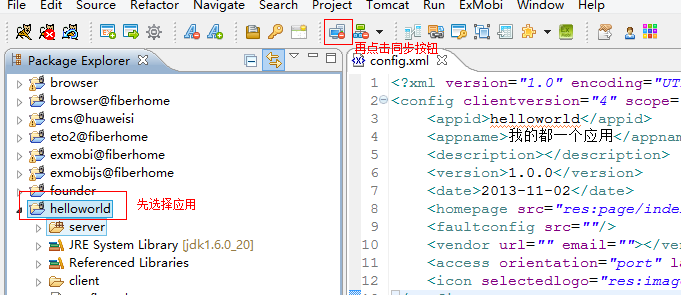 Source Refactor Navigate Search Project Tomcat Run ExMobi Window Help
再点击同步按钮
Package Explorer
config.xml
browser
browser@fiberhome
cms@huaweisi
eto2@fiberhome
exmobi@fiberhome
exmobijs@fiberhome
founder
helloworld
先选择应用
server
JRE System Library [jdk1.6.0_20]
Referenced Libraries
client
1 <?xml version="1.0" encoding="UT
2 <config clientversion="4" scope=
3 <appid>helloworld</appid>
4 <appname>我的都一个应用</appnam
5 <description></description>
6 <version>1.0.0</version>
7 <date>2013-11-02</date>
8 <homepage src="res:page/inde
9 <faultconfig src=""/>
10 <vendor url="" email=""></ve
11 <access orientation="port" la
12 <icon selectedlogo="res:imag